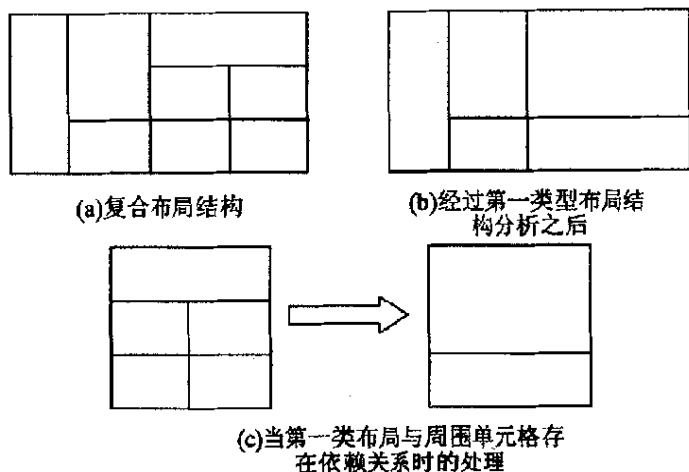 (a)复合布局结构
(b)经过第一类型布局结
构分析之后
(c)当第一类布局与周围单元格存
在依赖关系时的处理